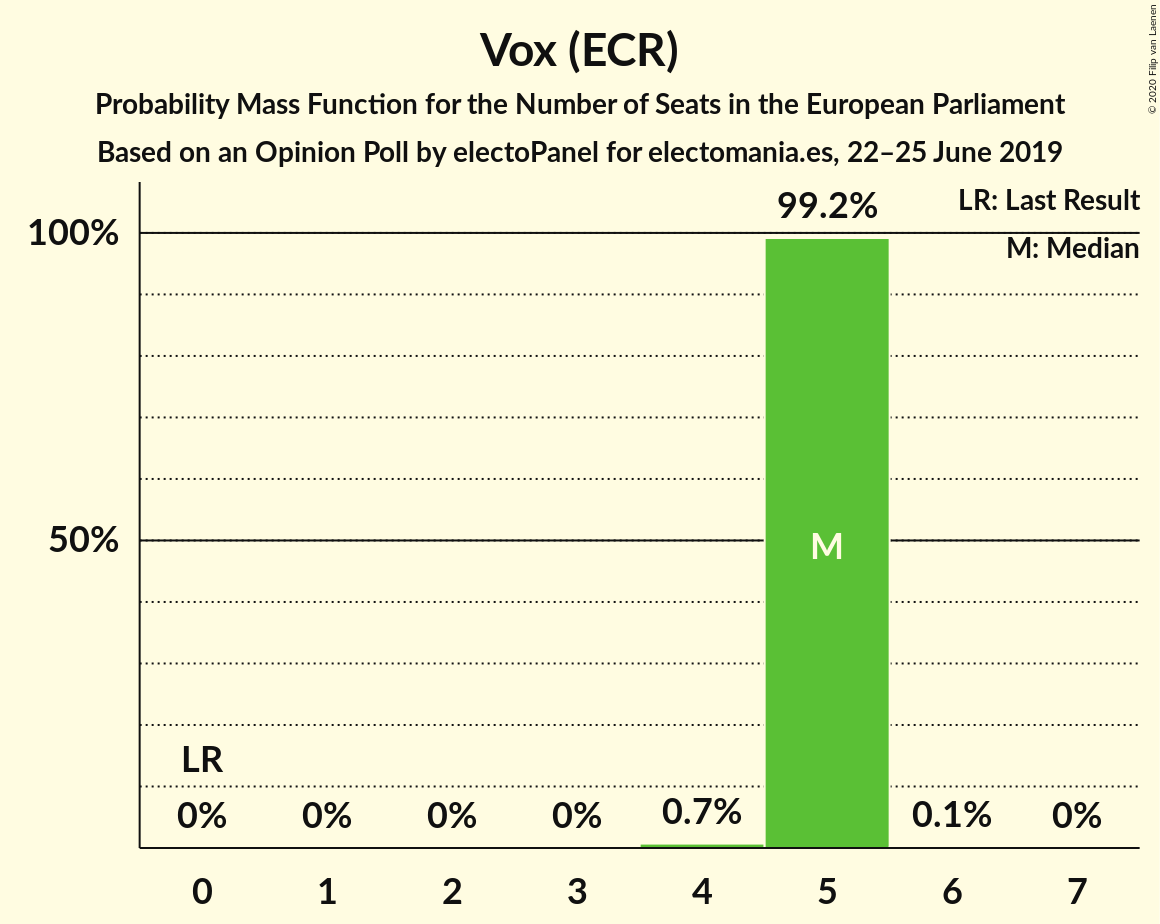 Vox (ECR)
Probability Mass Function for the Number of Seats in the European Parliament
Based on an Opinion Poll by electoPanel for electomania.es, 22–25 June 2019
© 2020 Filip van Laenen
LR: Last Result
M: Median
100%
50%
99.2%
M
LR
0%
0%
0%
0%
0.7%
0.1%
0%
0
1
2
3
4
5
6
7